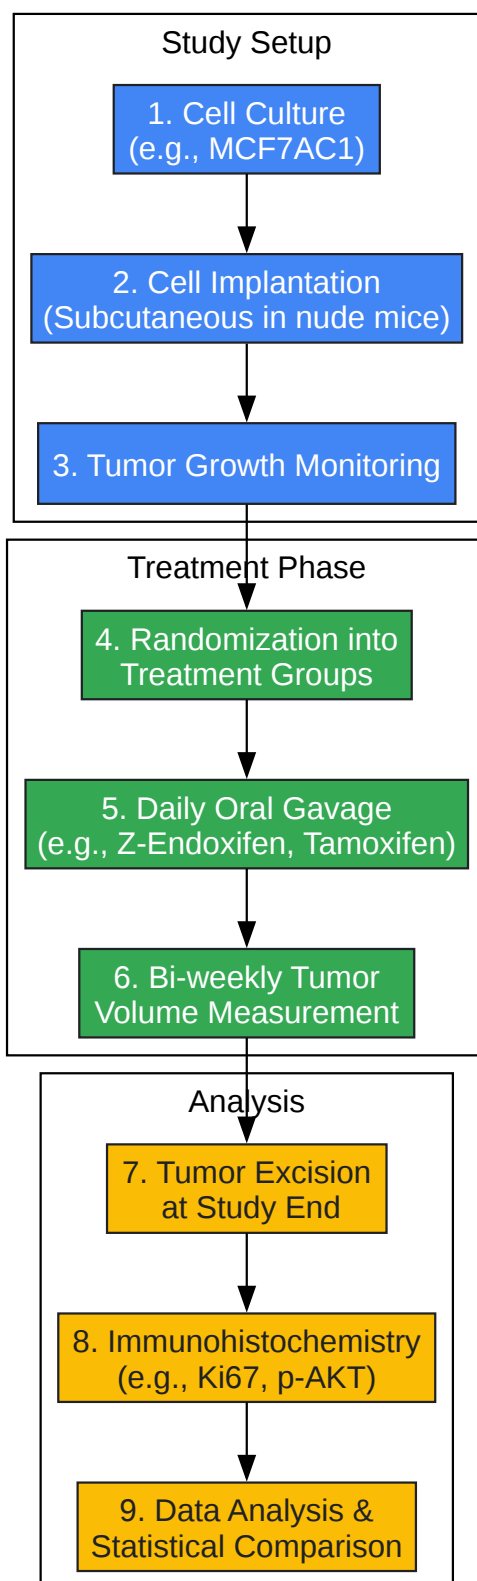 Study Setup
1. Cell Culture
(e.g., MCF7AC1)
2. Cell Implantation
(Subcutaneous in nude mice)
3. Tumor Growth Monitoring
Treatment Phase
4. Randomization into
Treatment Groups
5. Daily Oral Gavage
(e.g., Z-Endoxifen, Tamoxifen)
6. Bi-weekly Tumor
Volume Measurement
Analysis
7. Tumor Excision
at Study End
8. Immunohistochemistry
(e.g., Ki67, p-AKT)
9. Data Analysis &
Statistical Comparison